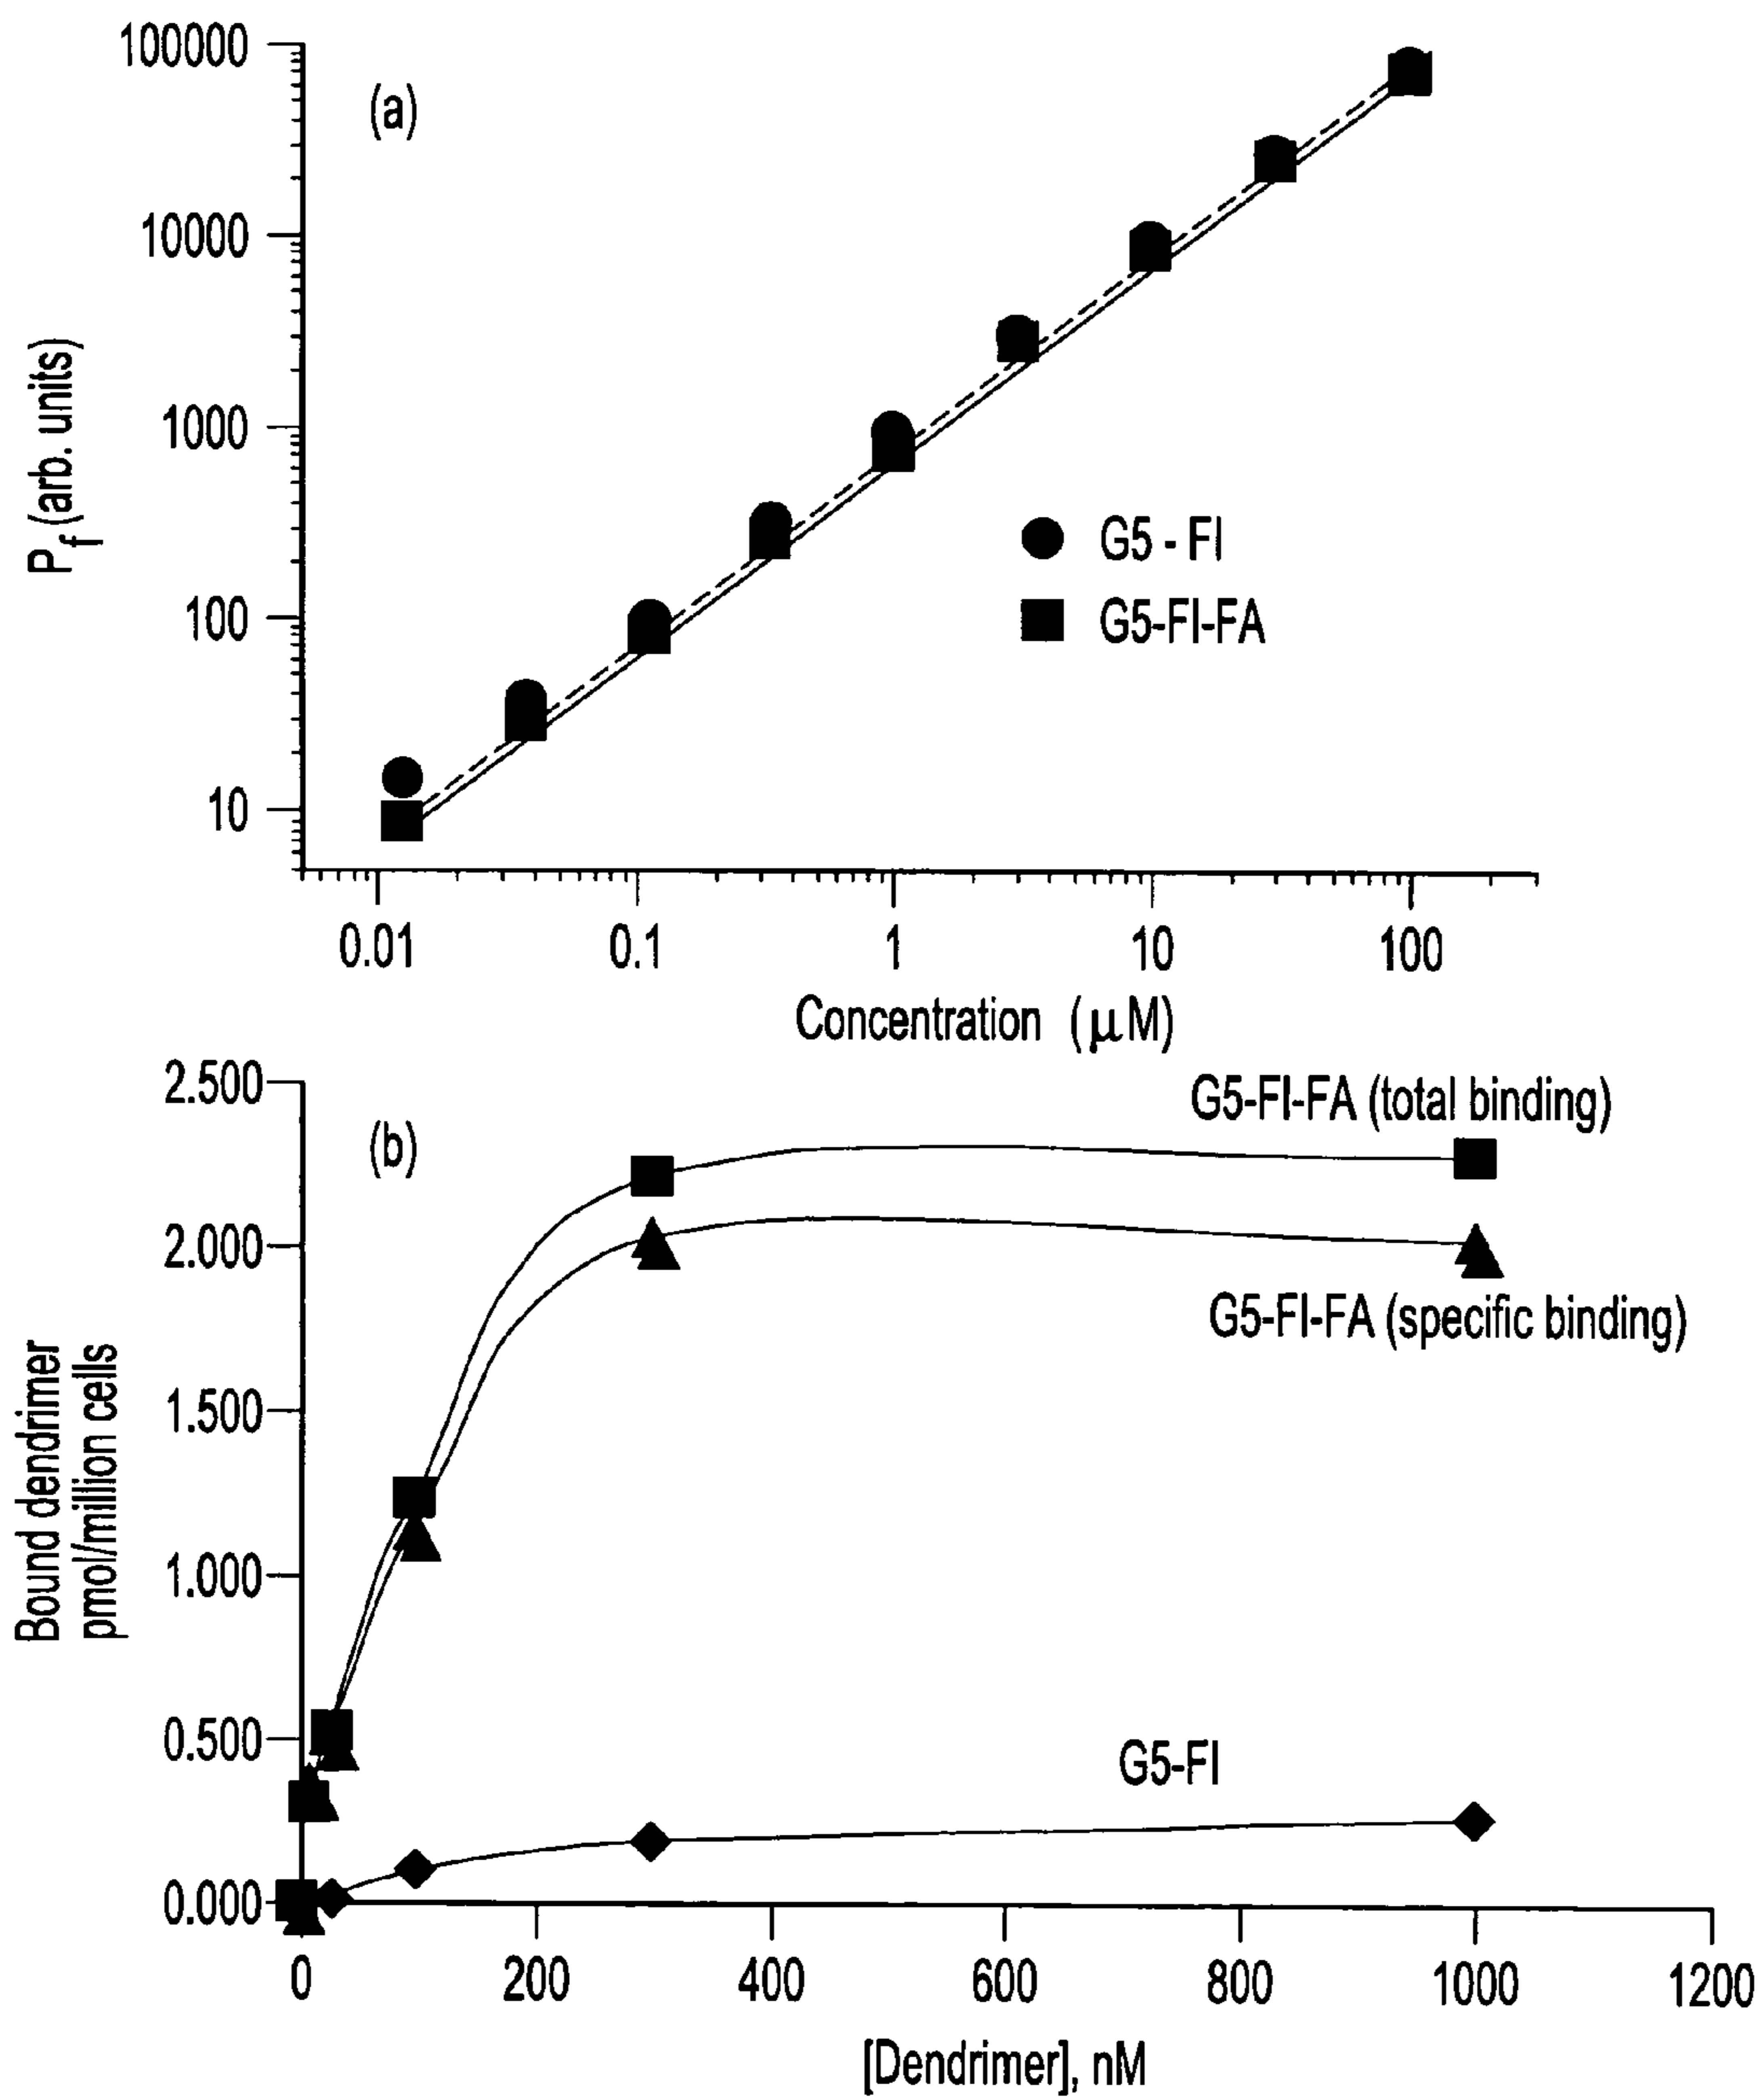 100000
(a)
10000
1000
100
10
P_f (arb. units)
G5 - FI
G5-FI-FA
0.01 0.1 1 10 100
Concentration (μM)
2.500
(b)
2.000
1.500
1.000
0.500
0.000
Bound dendrimer
pmol/million cells
G5-FI-FA (total binding)
G5-FI-FA (specific binding)
G5-FI
0 200 400 600 800 1000 1200
[Dendrimer], nM